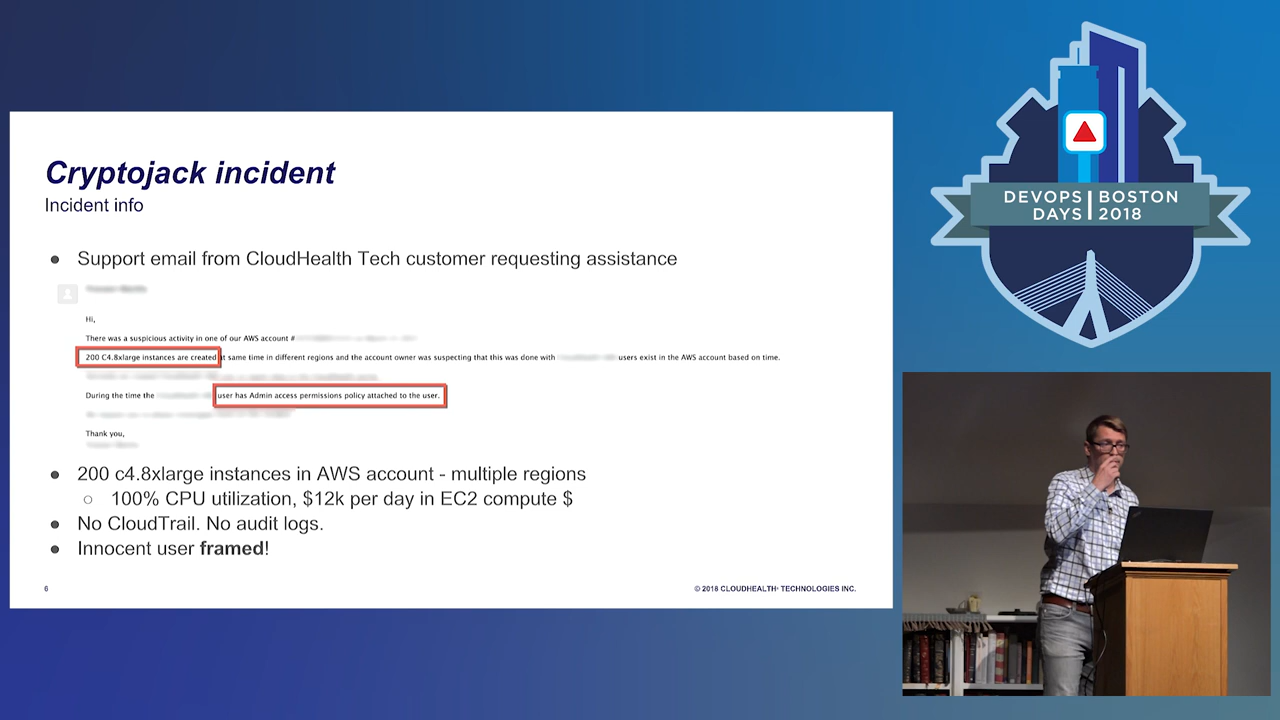 Cryptojack incident
Incident info
● Support email from CloudHealth Tech customer requesting assistance
Hi,
There was a suspicious activity in one of our AWS account #
200 C4.8xlarge instances are created at same time in different regions and the account owner was suspecting that this was done with users exist in the AWS account based on time.
During the time the user has Admin access permissions policy attached to the user.
Thank you,
● 200 c4.8xlarge instances in AWS account - multiple regions
○ 100% CPU utilization, $12k per day in EC2 compute $
● No CloudTrail. No audit logs.
● Innocent user framed!
6
© 2018 CLOUDHEALTH® TECHNOLOGIES INC.
DEVOPS | BOSTON
DAYS | 2018